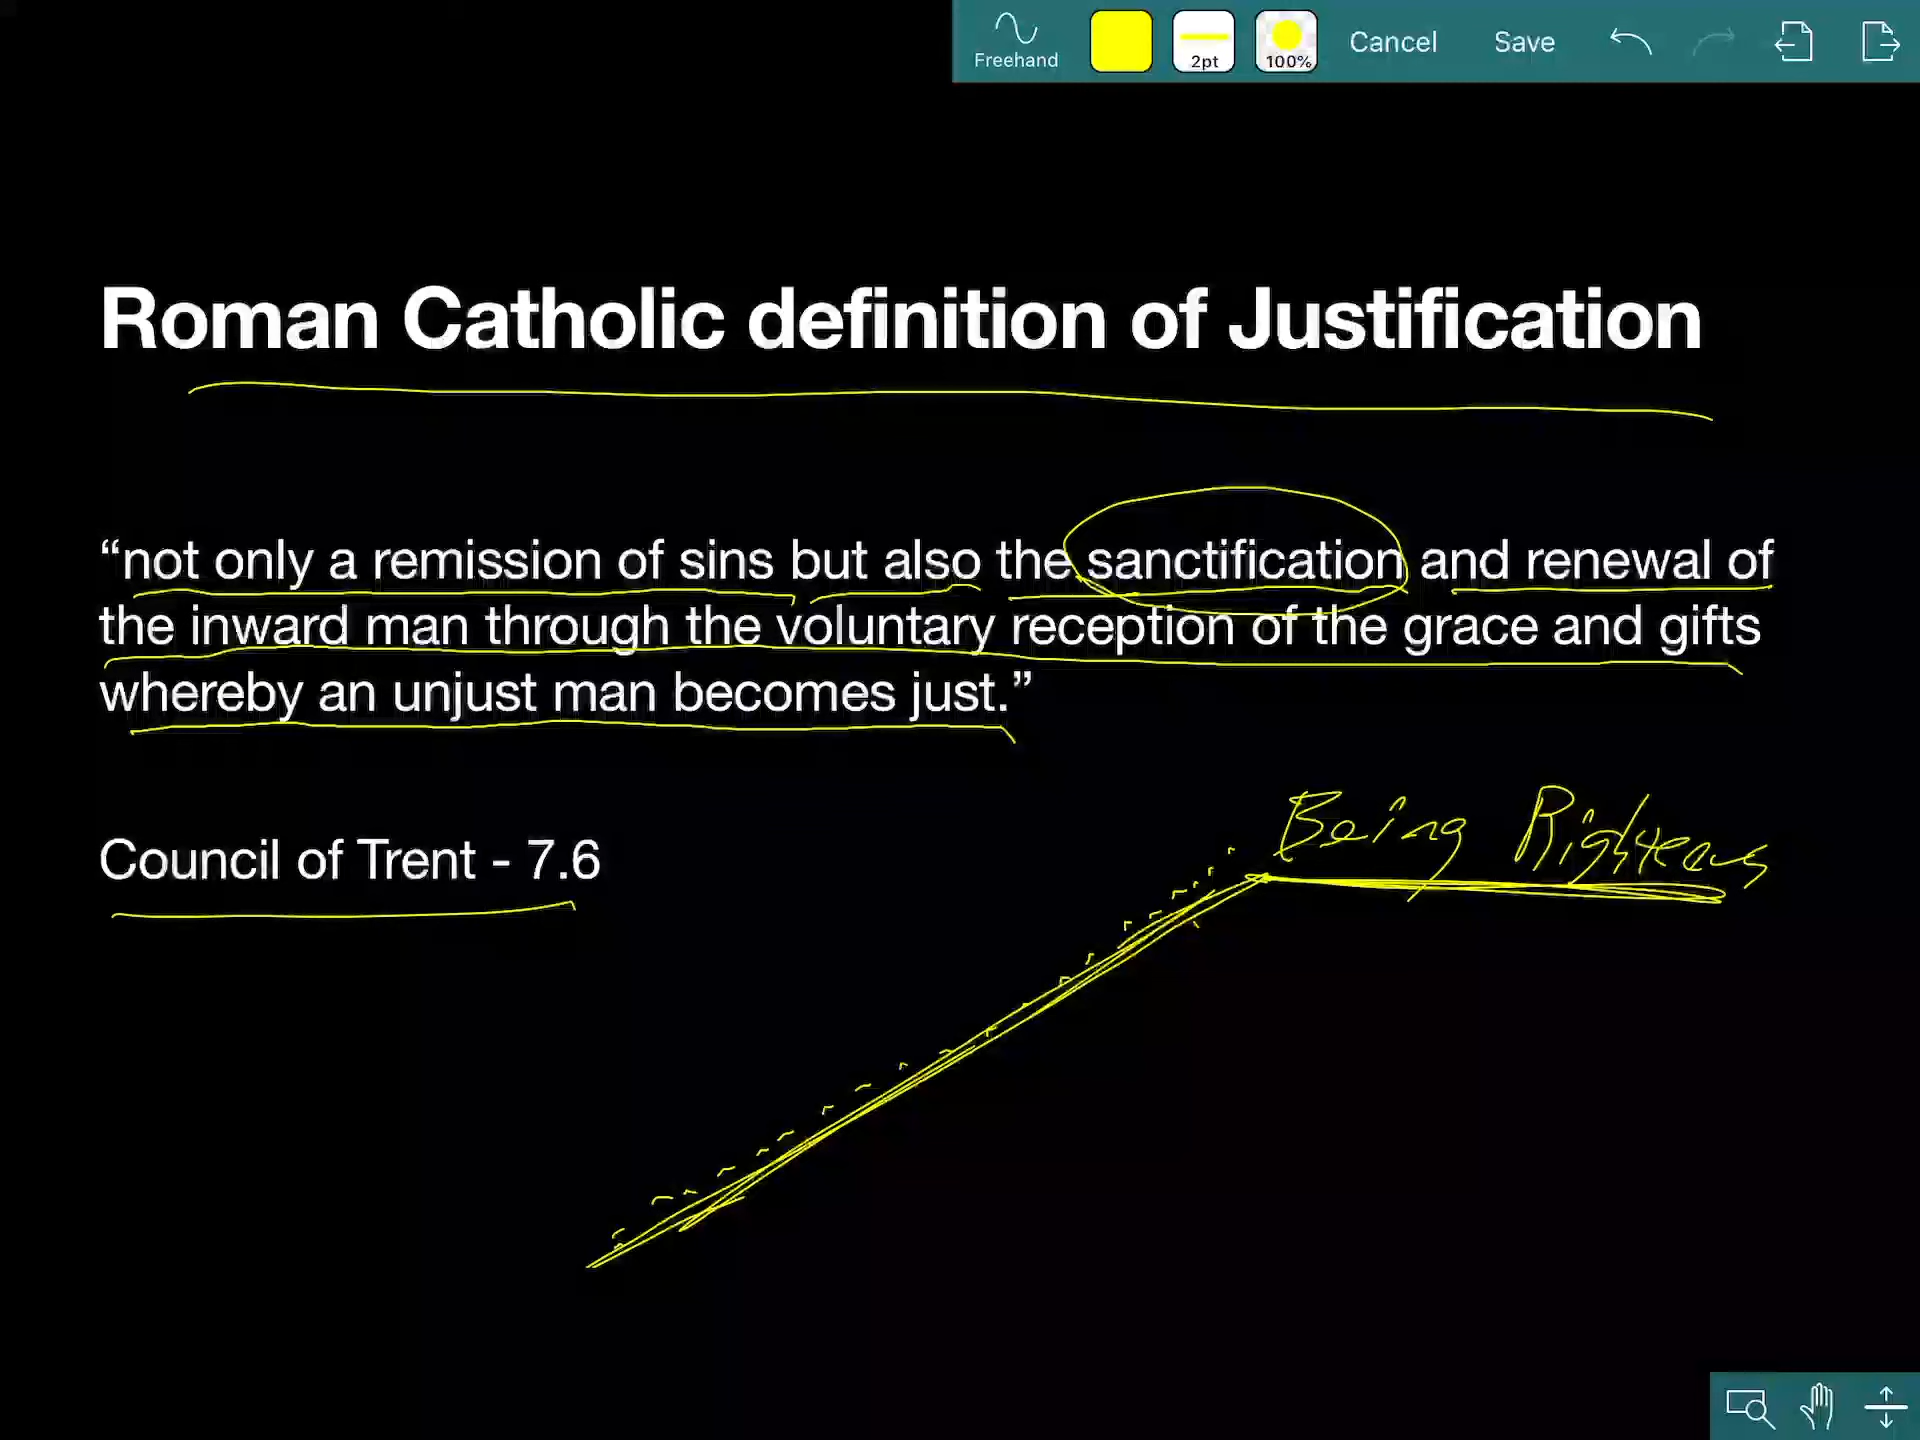 Freehand
2pt
100%
Cancel
Save
Roman Catholic definition of Justification
“not only a remission of sins but also the sanctification and renewal of
the inward man through the voluntary reception of the grace and gifts
whereby an unjust man becomes just.”
Being Righteous
Council of Trent - 7.6